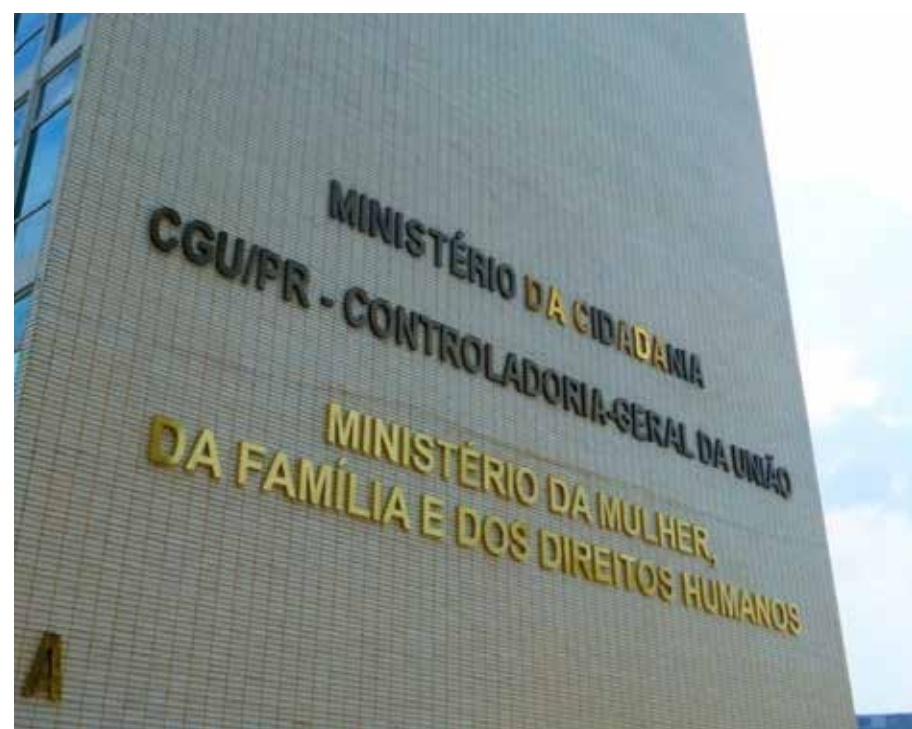 MINISTÉRIO DA CIDADANIA
CGU/PR - CONTROLADORIA-GERAL DA UNIÃO
MINISTÉRIO DA MULHER,
DA FAMÍLIA E DOS DIREITOS HUMANOS
A